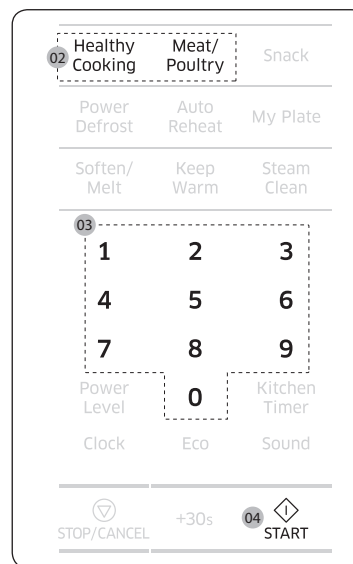 02 Healthy Cooking Meat/ Poultry Snack
Power Defrost Auto Reheat My Plate
Soften/ Melt Keep Warm Steam Clean
03
1 2 3
4 5 6
7 8 9
Power Level 0 Kitchen Timer
Clock Eco Sound
STOP/CANCEL +30s 04 START